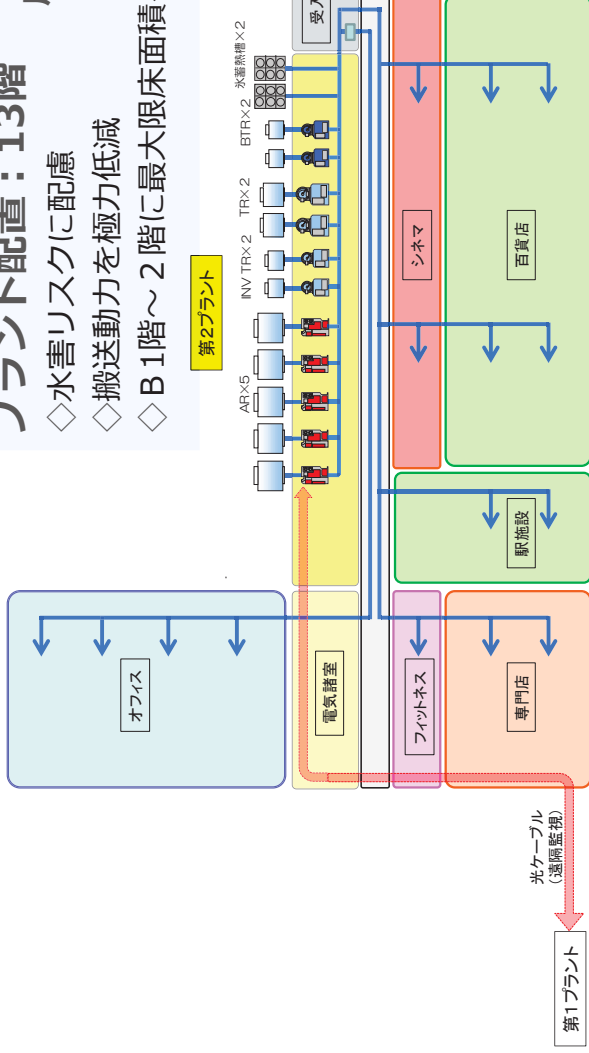 プラント配置：13階
◇水害リスクに配慮
◇搬送動力を極力低減
◇B1階～2階に最大限床面積
第2プラント
AR×5
INV TR×2
TR×2
BTR×2
氷蓄熱槽×2
受入
オフィス
電気諸室
フィットネス
専門店
駅施設
シネマ
百貨店
光ケーブル
（遠隔監視）
第1プラント